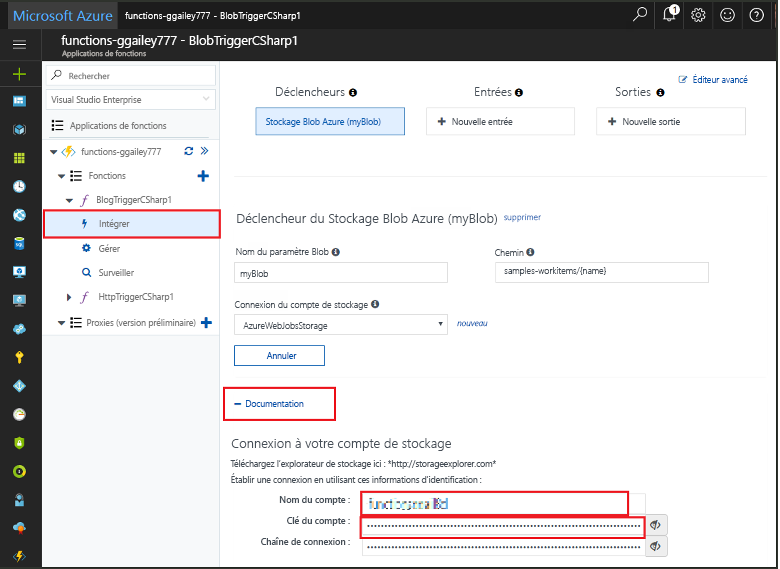 Microsoft Azure functions-ggailey777 - BlobTriggerCSharp1
1
functions-ggailey777 - BlobTriggerCSharp1
Applications de fonctions
Rechercher
Visual Studio Enterprise
Applications de fonctions
functions-ggailey777
Fonctions
BlogTriggerCSharp1
Intégrer
Gérer
Surveiller
HttpTriggerCSharp1
Proxies (version préliminaire)
Éditeur avancé
Déclencheurs
Entrées
Sorties
Stockage Blob Azure (myBlob)
Nouvelle entrée
Nouvelle sortie
Déclencheur du Stockage Blob Azure (myBlob) supprimer
Nom du paramètre Blob
Chemin
myBlob
samples-workitems/{name}
Connexion du compte de stockage
AzureWebJobsStorage
nouveau
Annuler
Documentation
Connexion à votre compte de stockage
Téléchargez l'explorateur de stockage ici : *http://storageexplorer.com*
Établir une connexion en utilisant ces informations d'identification :
Nom du compte :
Clé du compte :
Chaîne de connexion :